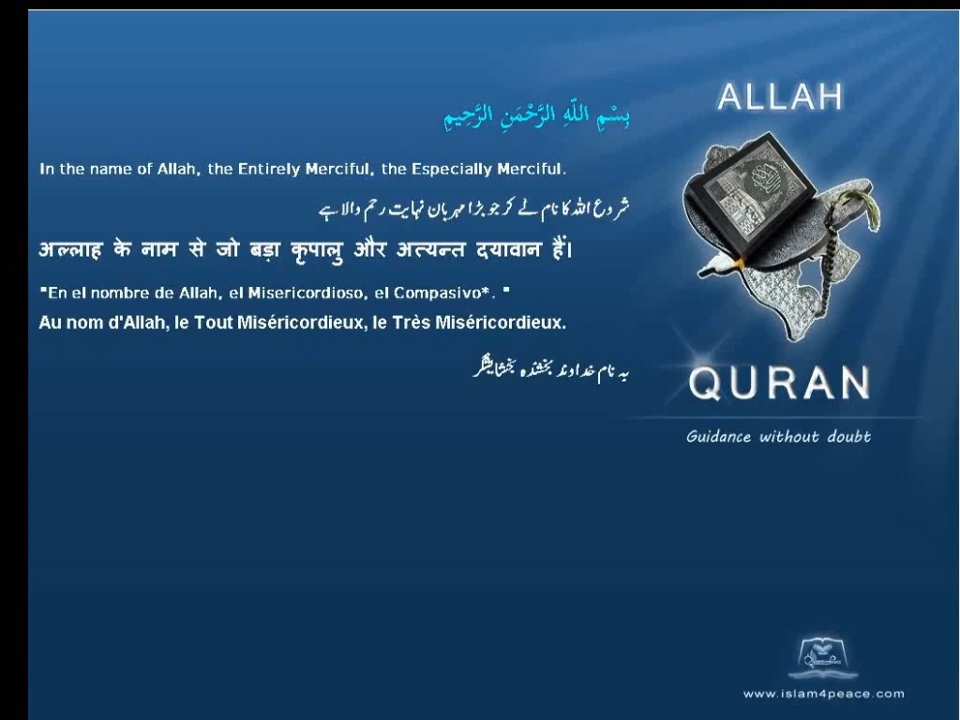 بِسْمِ اللَّهِ الرَّحْمَنِ الرَّحِيمِ
In the name of Allah, the Entirely Merciful, the Especially Merciful.
شروع الله کا نام لے کر جو بڑا مہربان نہایت رحم والا ہے
अल्लाह के नाम से जो बड़ा कृपालु और अत्यन्त दयावान हैं।
"En el nombre de Allah, el Misericordioso, el Compasivo*. "
Au nom d'Allah, le Tout Miséricordieux, le Très Miséricordieux.
به نام خداوند بخشنده بخشایشگر
ALLAH
QURAN
Guidance without doubt
www.islam4peace.com